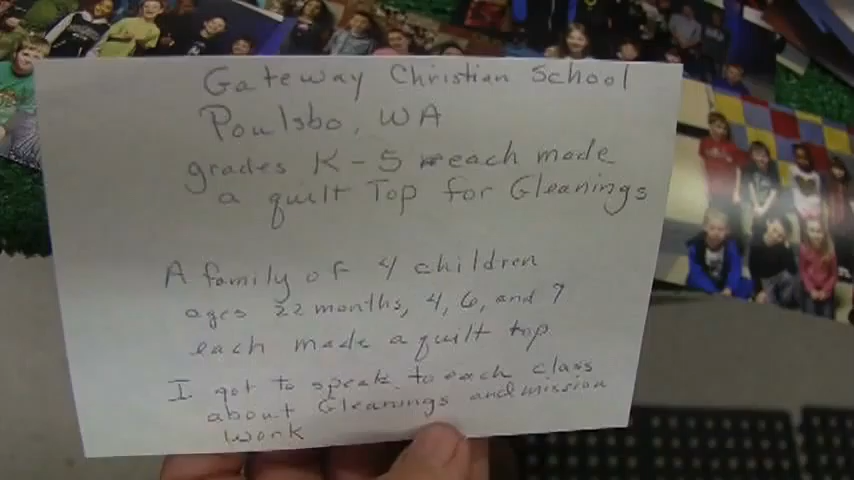 Gateway Christian School
Poulsbo, WA
grades K-5 each made
a quilt Top for Gleanings
A family of 4 children
ages 22 months, 4, 6, and 9
each made a quilt top
I got to speak to each class
about Gleanings and mission
work